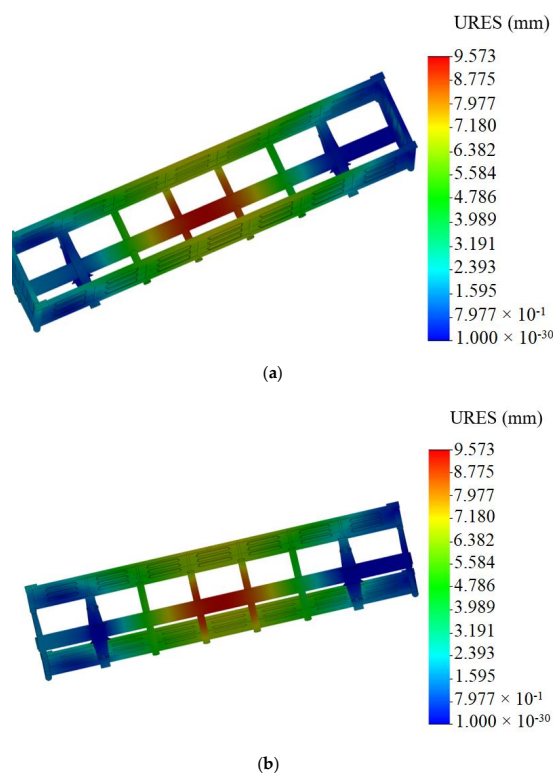 URES (mm)
9.573
8.775
7.977
7.180
6.382
5.584
4.786
3.989
3.191
2.393
1.595
7.977 × 10-1
1.000 × 10-30
(a)
URES (mm)
9.573
8.775
7.977
7.180
6.382
5.584
4.786
3.989
3.191
2.393
1.595
7.977 × 10-1
1.000 × 10-30
(b)